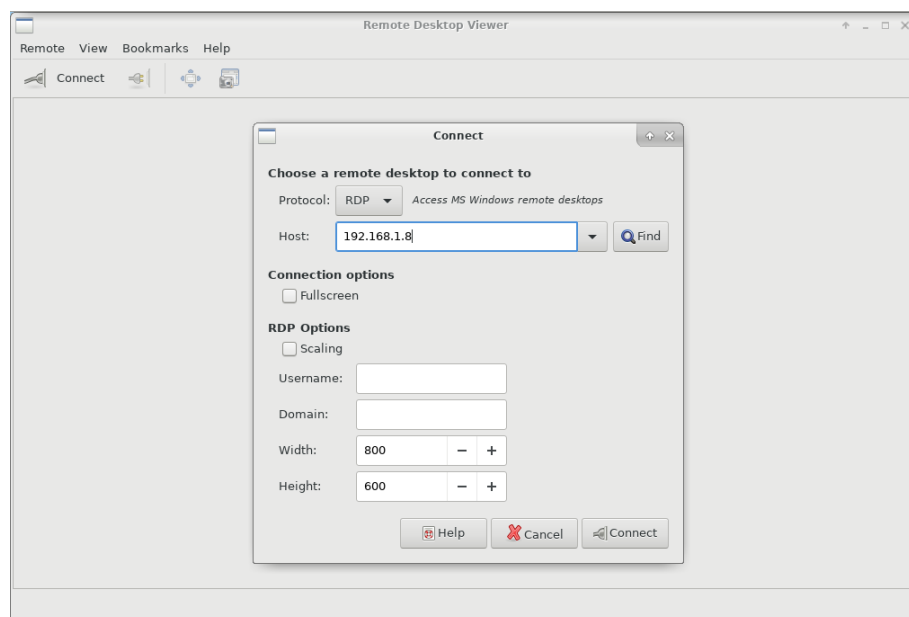 Remote Desktop Viewer
Remote View Bookmarks Help
Connect
Connect
Choose a remote desktop to connect to
Protocol: RDP Access MS Windows remote desktops
Host: 192.168.1.8 Find
Connection options
Fullscreen
RDP Options
Scaling
Username:
Domain:
Width: 800 − +
Height: 600 − +
Help Cancel Connect